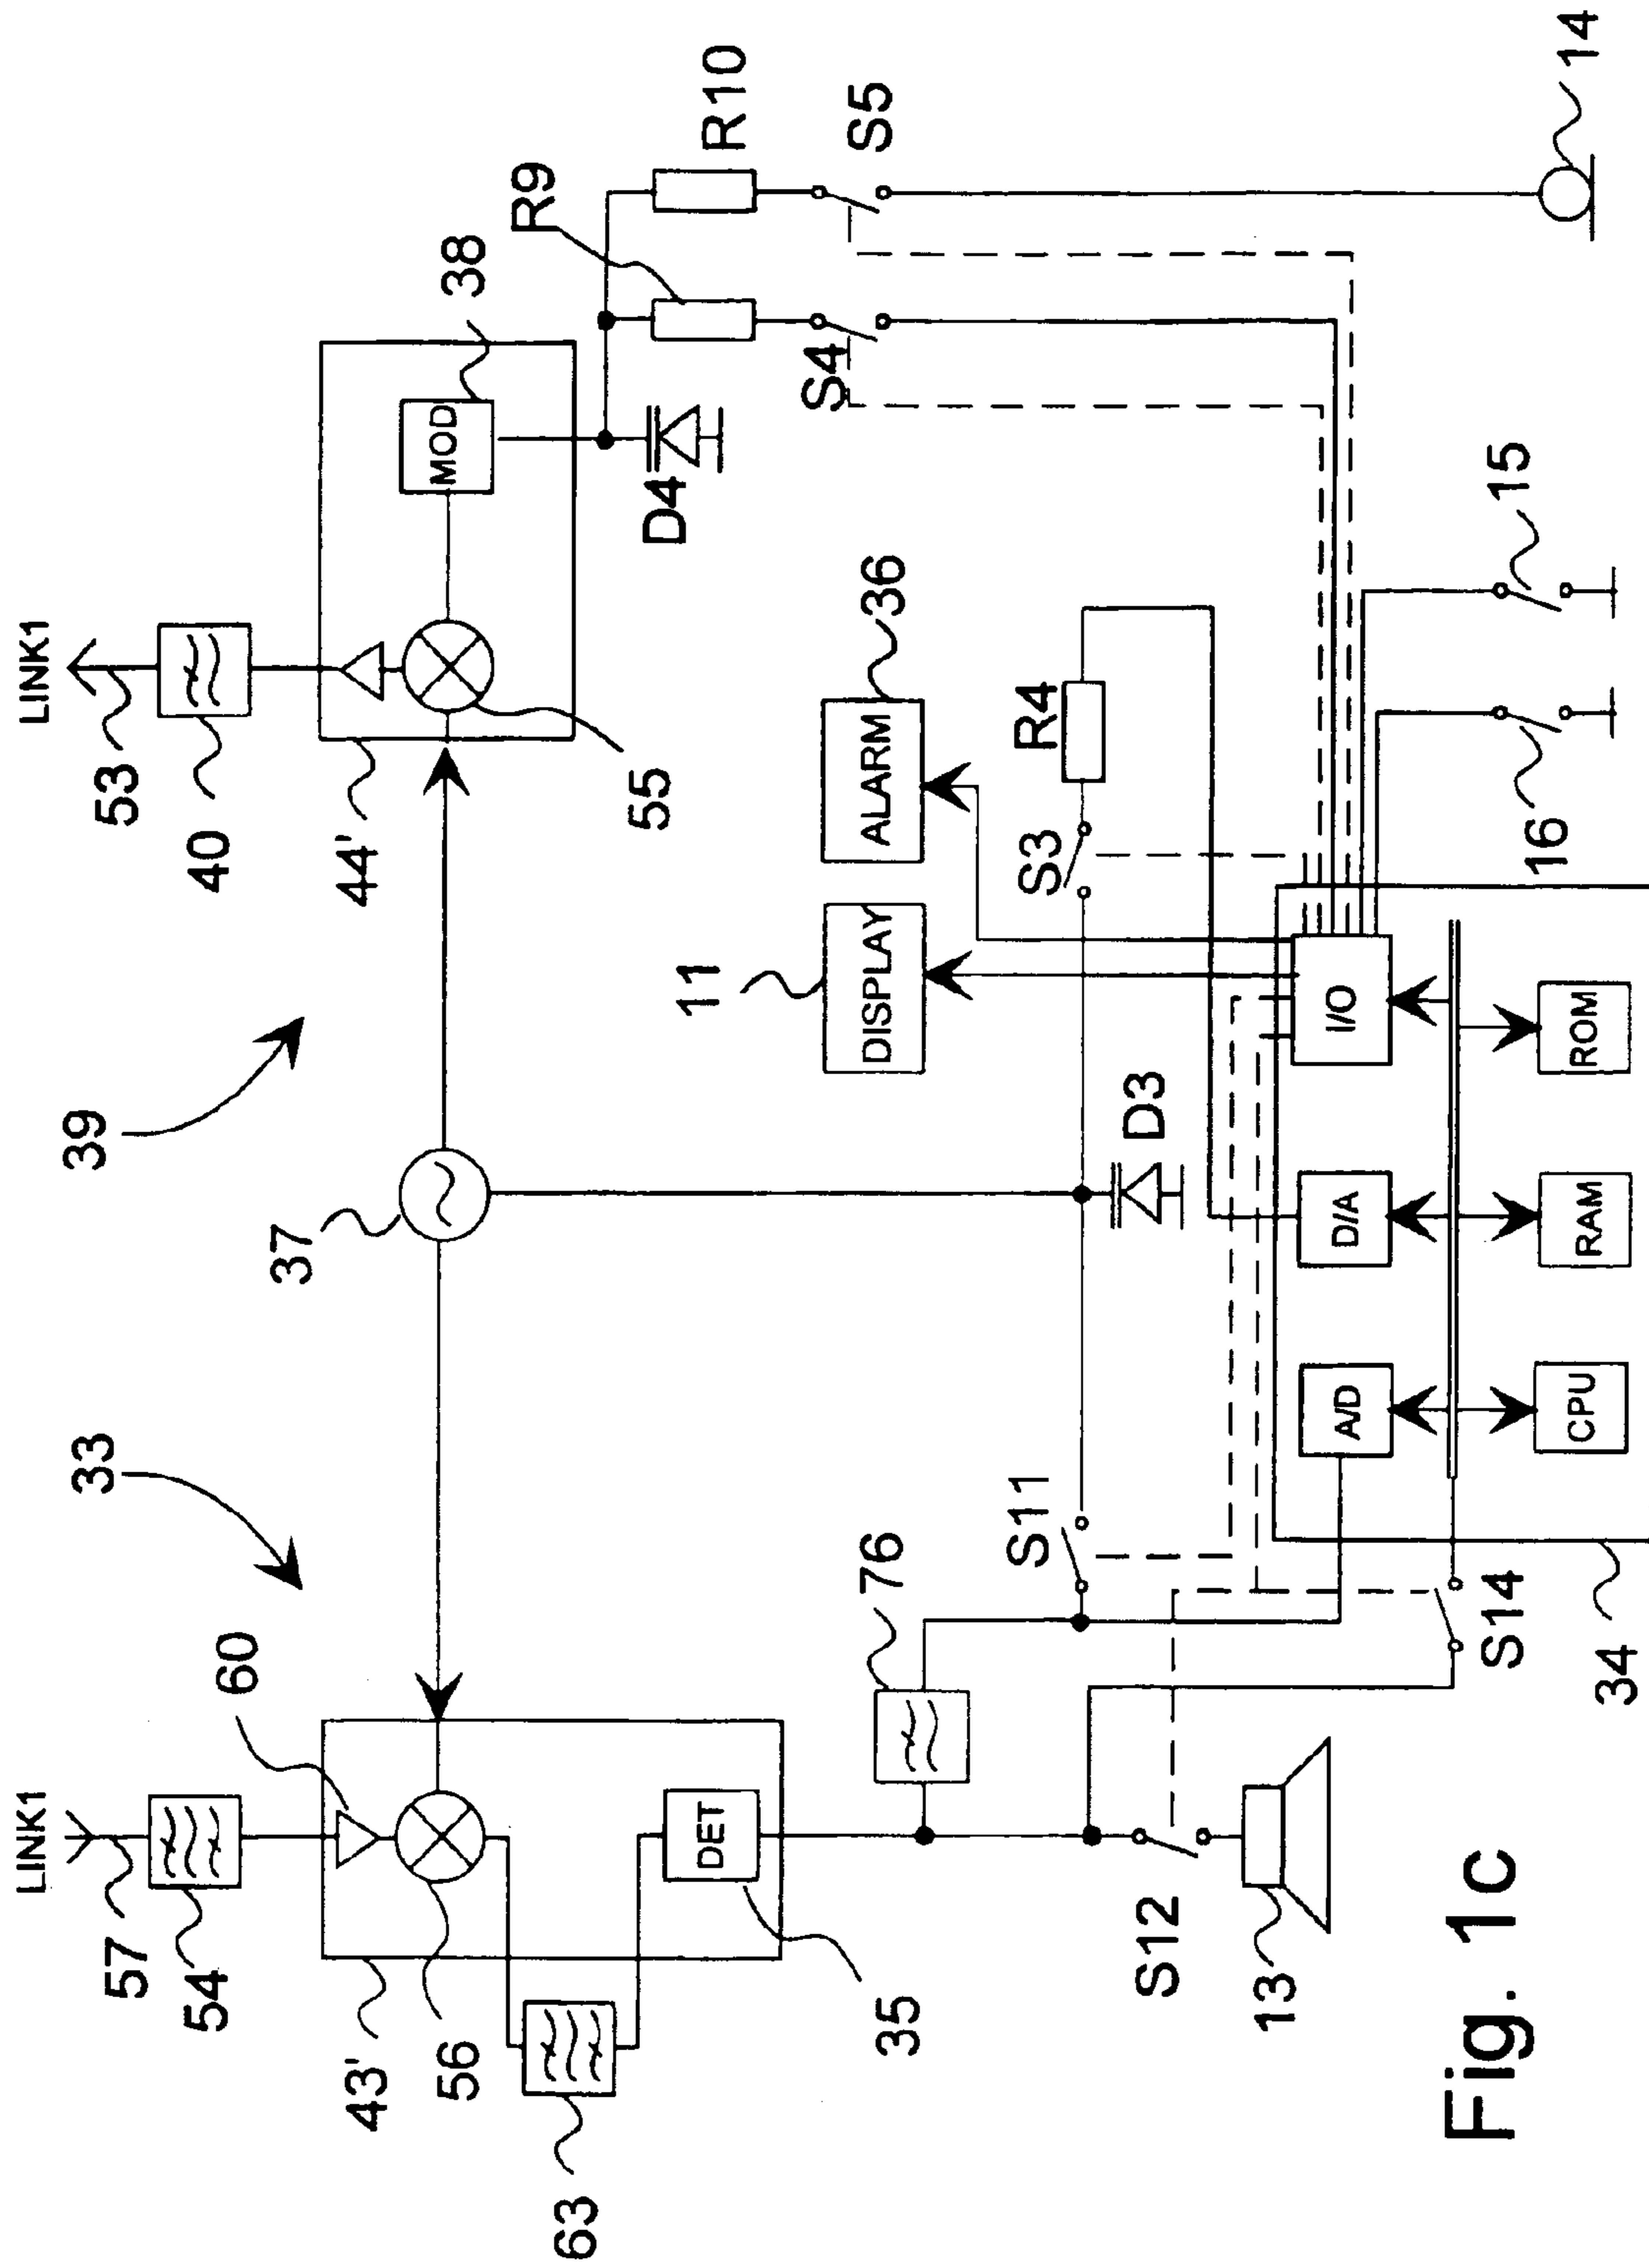 LINK1
57
54
43'
56
60
63
35
33
37
39
LINK1
53
40
44'
55
38
MOD
DET
R9
R10
D4
S4
S5
14
76
S11
S12
13
S14
34
D3
11
DISPLAY
ALARM
36
S3
R4
A/D
D/A
I/O
CPU
RAM
ROM
16
15
Fig. 1c